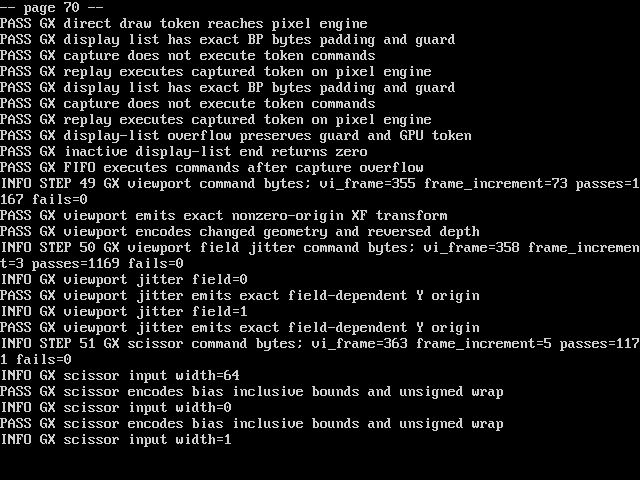 -- page 70 --
PASS GX direct draw token reaches pixel engine
PASS GX display list has exact BP bytes padding and guard
PASS GX capture does not execute token commands
PASS GX replay executes captured token on pixel engine
PASS GX display list has exact BP bytes padding and guard
PASS GX capture does not execute token commands
PASS GX replay executes captured token on pixel engine
PASS GX display-list overflow preserves guard and GPU token
PASS GX inactive display-list end returns zero
PASS GX FIFO executes commands after capture overflow
INFO STEP 49 GX viewport command bytes; vi_frame=355 frame_increment=73 passes=1
167 fails=0
PASS GX viewport emits exact nonzero-origin XF transform
PASS GX viewport encodes changed geometry and reversed depth
INFO STEP 50 GX viewport field jitter command bytes; vi_frame=358 frame_incremen
t=3 passes=1169 fails=0
INFO GX viewport jitter field=0
PASS GX viewport jitter emits exact field-dependent Y origin
INFO GX viewport jitter field=1
PASS GX viewport jitter emits exact field-dependent Y origin
INFO STEP 51 GX scissor command bytes; vi_frame=363 frame_increment=5 passes=117
1 fails=0
INFO GX scissor input width=64
PASS GX scissor encodes bias inclusive bounds and unsigned wrap
INFO GX scissor input width=0
PASS GX scissor encodes bias inclusive bounds and unsigned wrap
INFO GX scissor input width=1